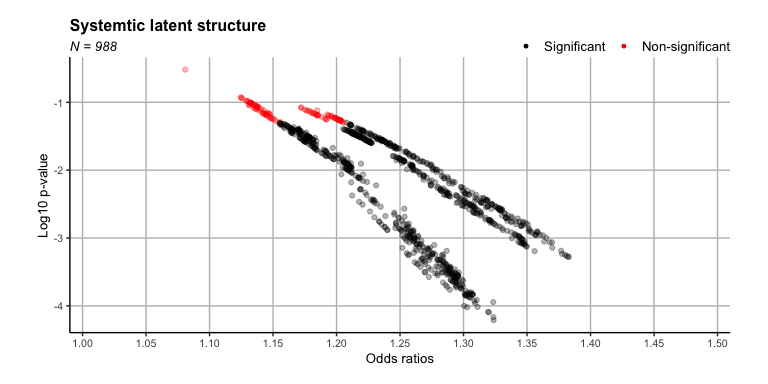 Systemtic latent structure
N = 988
Significant
Non-significant
Log10 p-value
-1
-2
-3
-4
1.00 1.05 1.10 1.15 1.20 1.25 1.30 1.35 1.40 1.45 1.50
Odds ratios